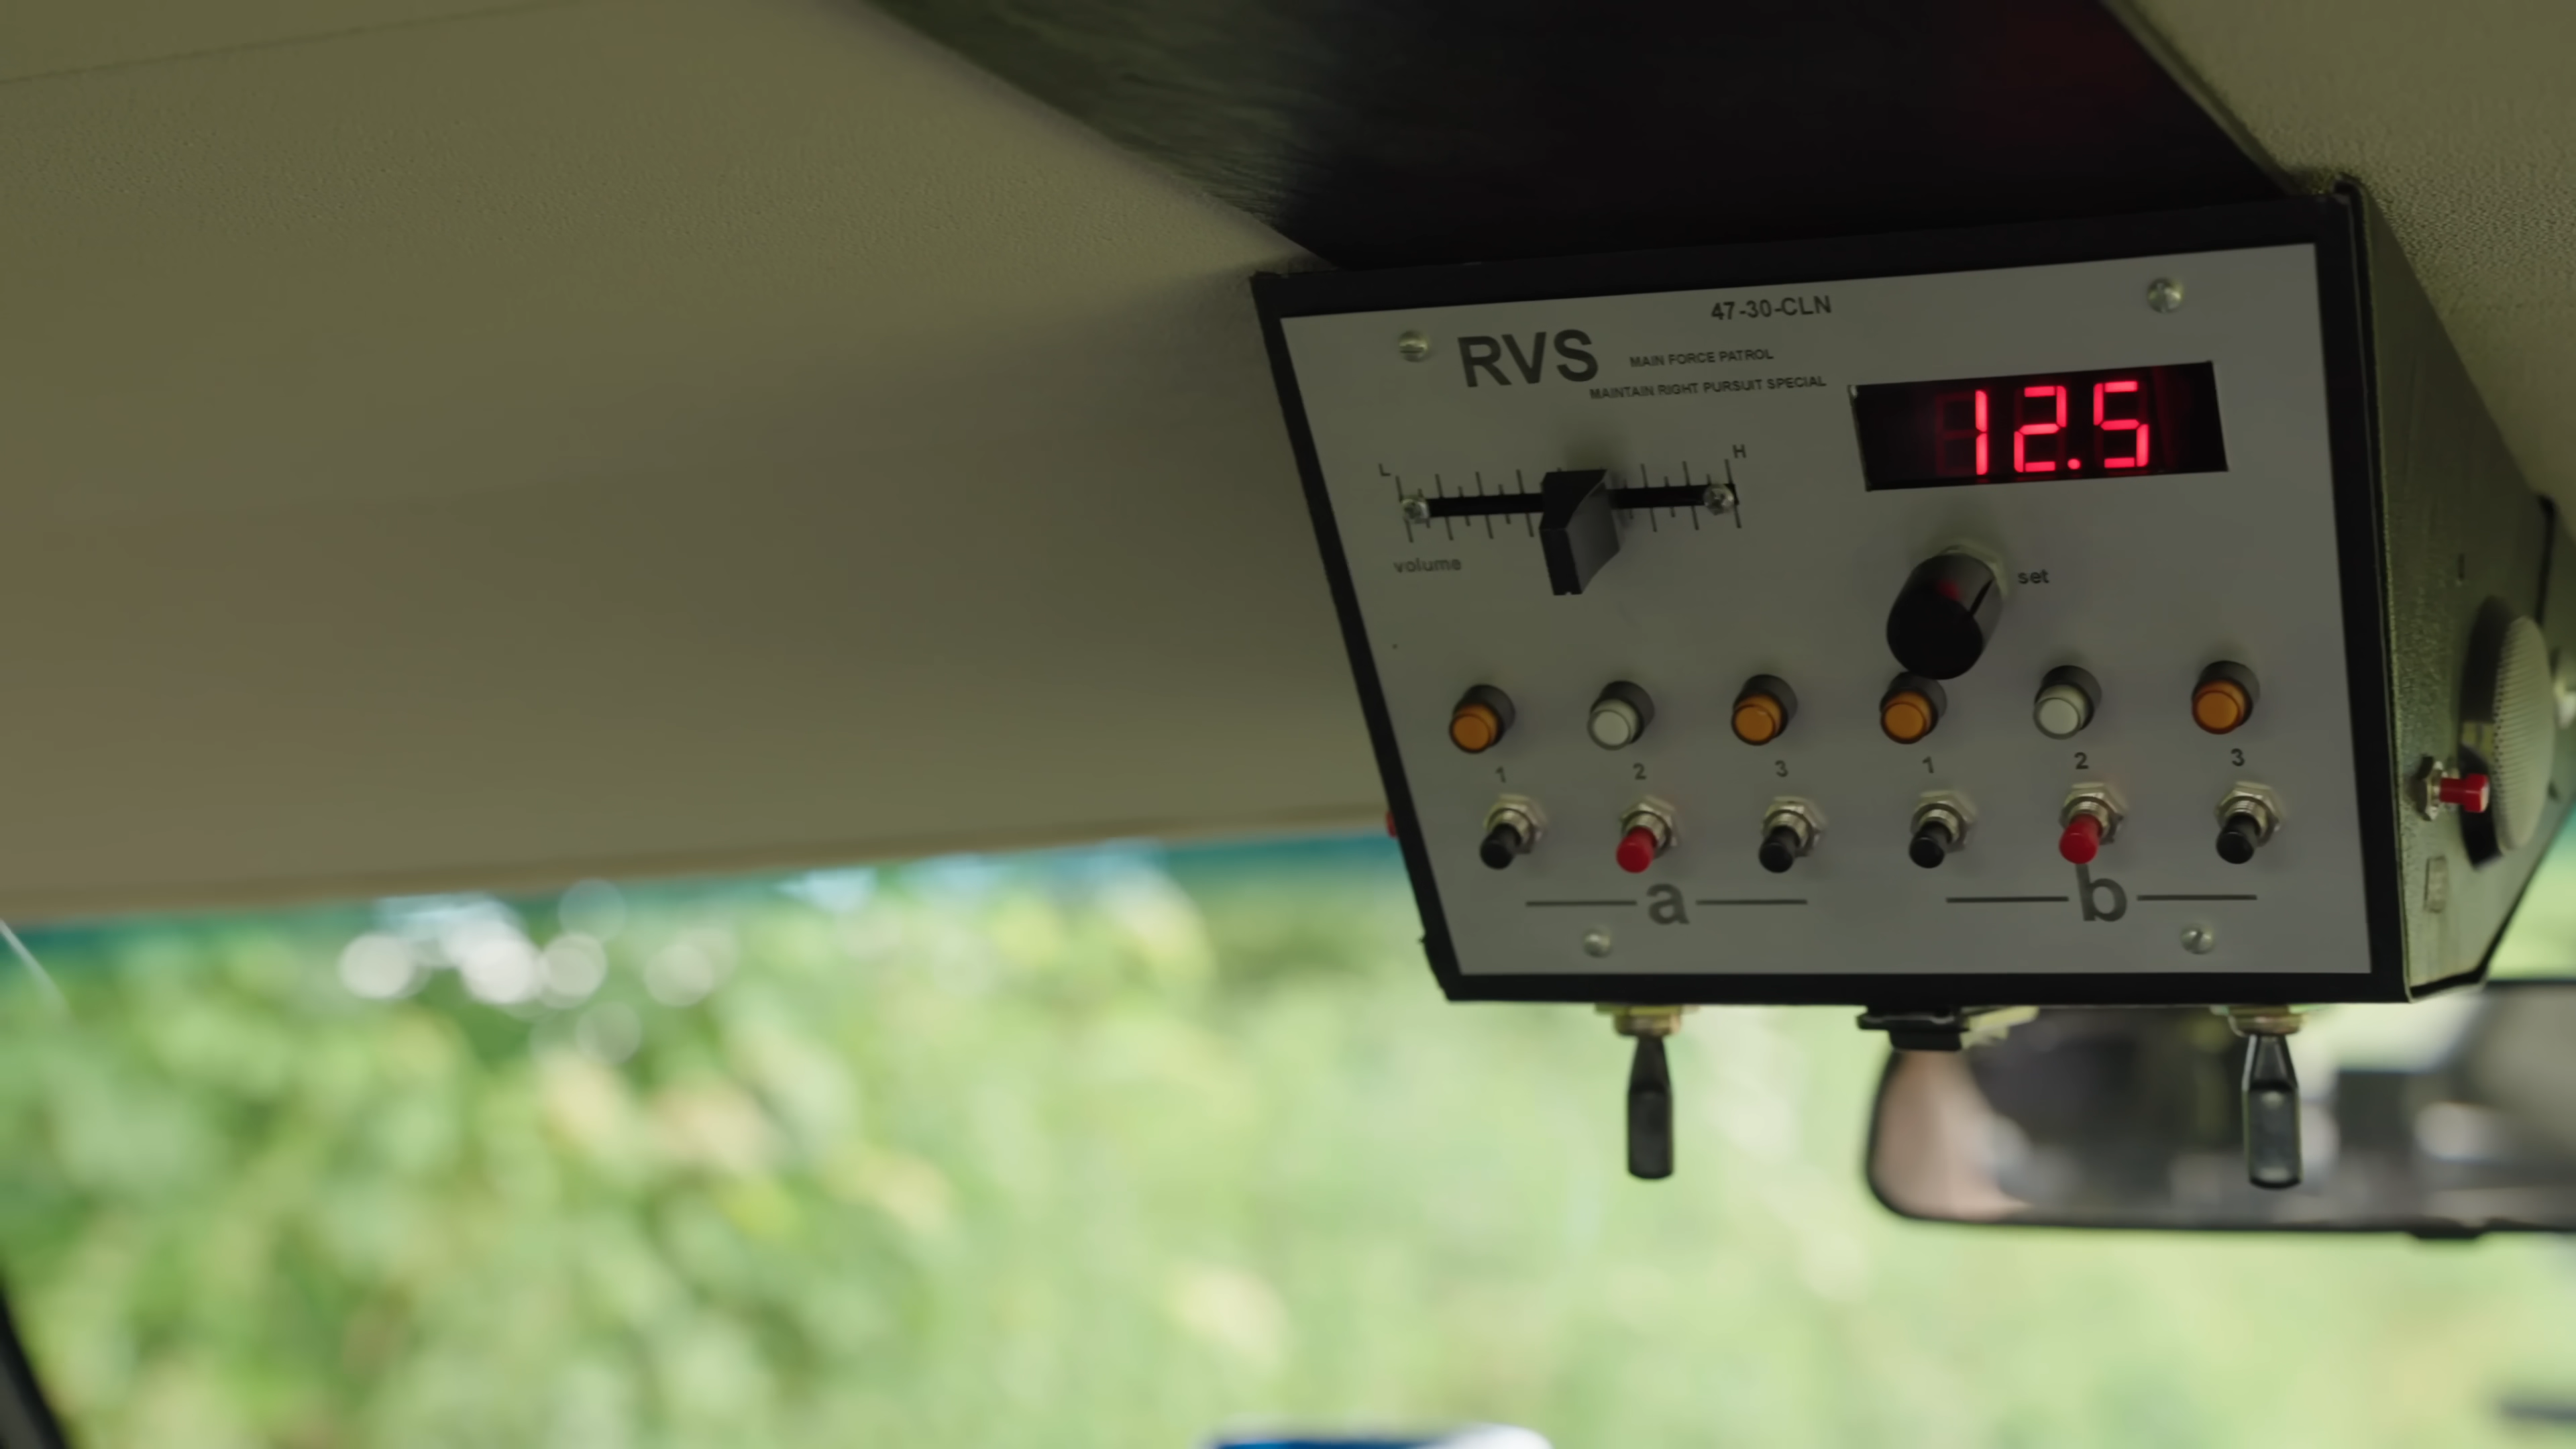 47-30-CLN
RVS
MAIN FORCE PATROL
MAINTAIN RIGHT PURSUIT SPECIAL
12.5
L H
volume
set
1 2 3 1 2 3
a b